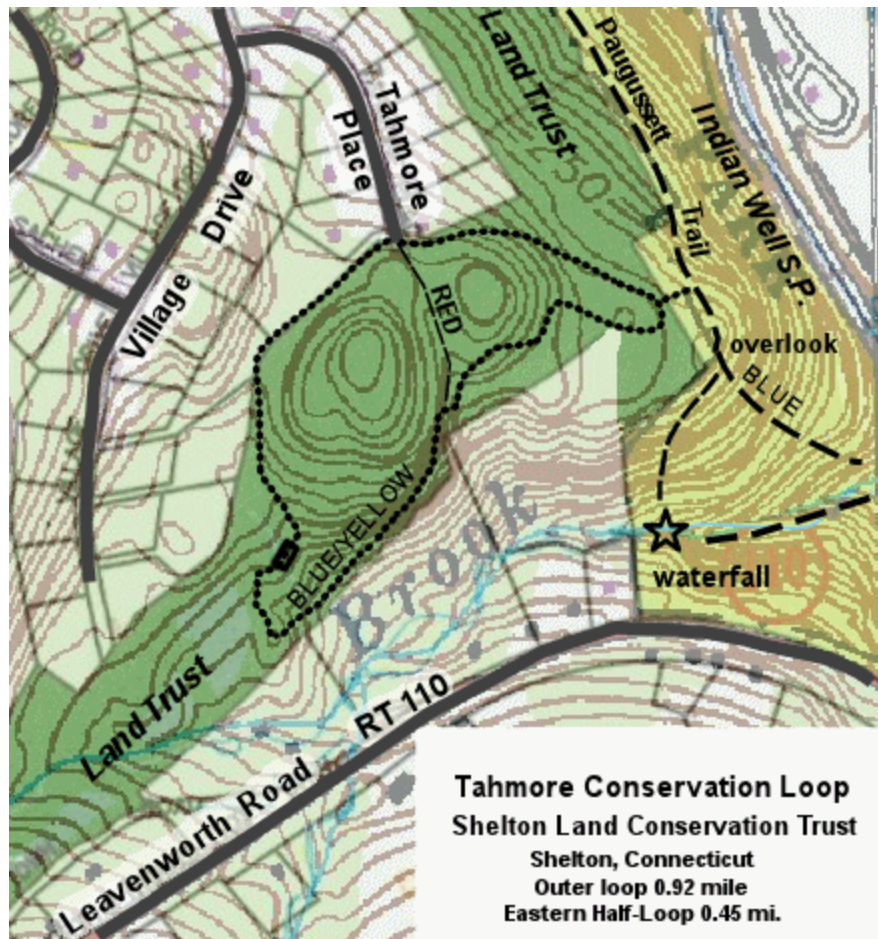 Land Trust
Paugussett
Trail
Indian Well S.P.
Tahmore
Place
Village Drive
250
RED
overlook
BLUE
BLUE/YELLOW
Brook
waterfall
110
Land Trust
RT 110
Leavenworth Road
Tahmore Conservation Loop
Shelton Land Conservation Trust
Shelton, Connecticut
Outer loop 0.92 mile
Eastern Half-Loop 0.45 mi.